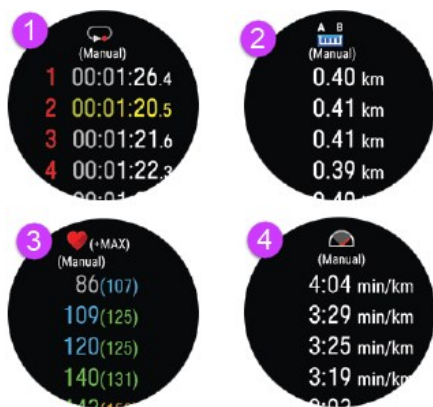 1
(Manual)
1 00:01:26.4
2 00:01:20.5
3 00:01:21.6
4 00:01:22.3
2
A B
(Manual)
0.40 km
0.41 km
0.41 km
0.39 km
3
(+MAX)
(Manual)
86(107)
109(125)
120(125)
140(131)
4
(Manual)
4:04 min/km
3:29 min/km
3:25 min/km
3:19 min/km